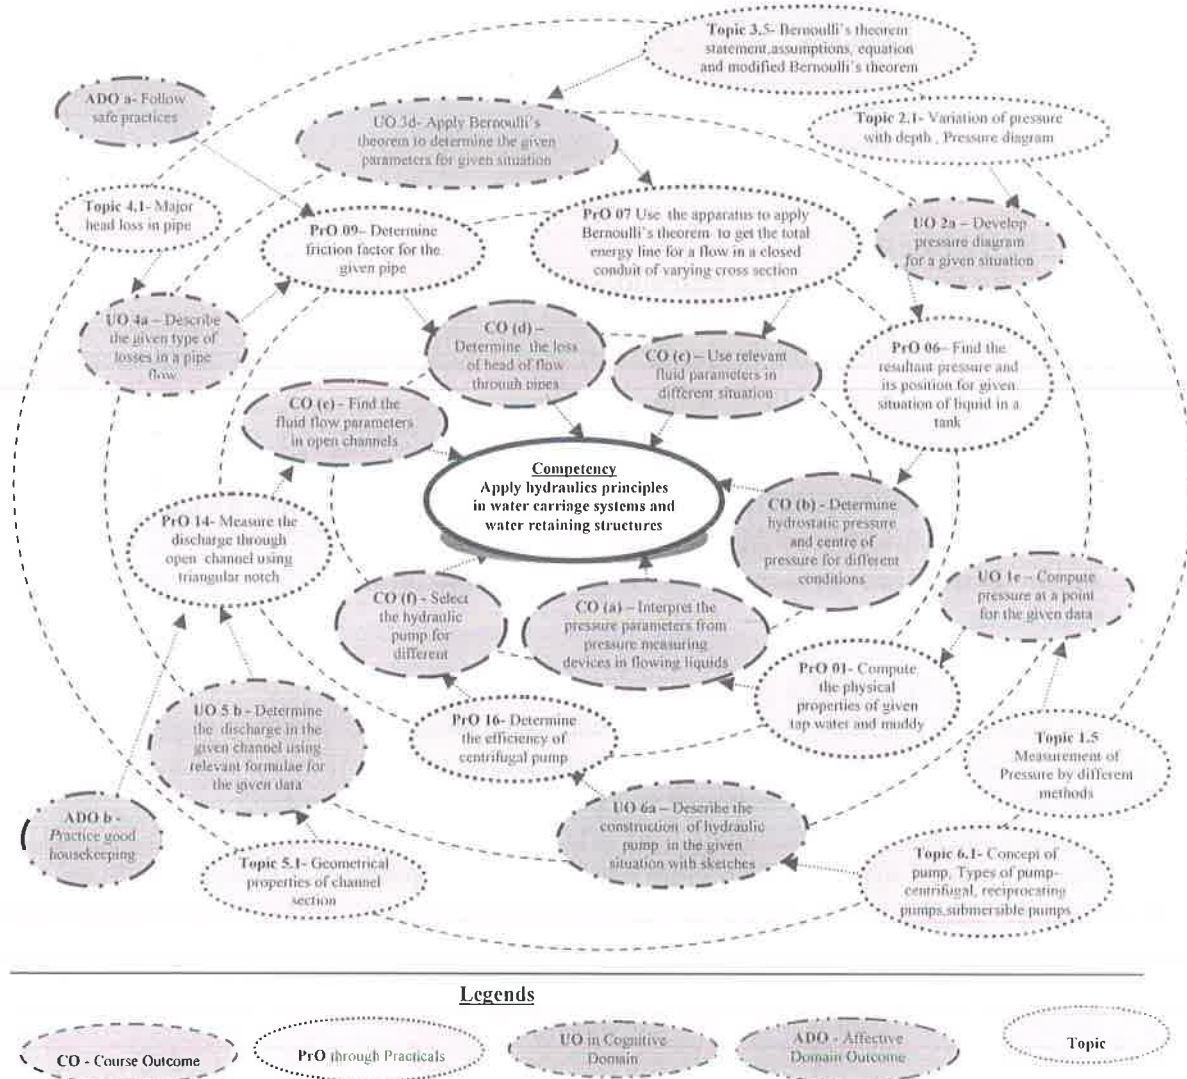 Topic 3.5- Bernoulli's theorem
statement,assumptions, equation
and modified Bernoulli's theorem
ADO a- Follow
safe practices
UO 3d- Apply Bernoulli's
theorem to determine the given
parameters for given situation
Topic 2.1- Variation of pressure
with depth , Pressure diagram
Topic 4.1- Major
head loss in pipe
PrO 09– Determine
friction factor for the
given pipe
PrO 07 Use the apparatus to apply
Bernoulli's theorem to get the total
energy line for a flow in a closed
conduit of varying cross section
UO 2a – Develop
pressure diagram
for a given situation
UO 4a – Describe
the given type of
losses in a pipe
flow
CO (d) –
Determine the loss
of head of flow
through pipes
CO (c) – Use relevant
fluid parameters in
different situation
PrO 06– Find the
resultant pressure and
its position for given
situation of liquid in a
tank
CO (e) - Find the
fluid flow parameters
in open channels
Competency
Apply hydraulics principles
in water carriage systems and
water retaining structures
CO (b) - Determine
hydrostatic pressure
and centre of
pressure for different
conditions
PrO 14- Measure the
discharge through
open channel using
triangular notch
CO (f) - Select
the hydraulic
pump for
different
CO (a) – Interpret the
pressure parameters from
pressure measuring
devices in flowing liquids
UO 1e – Compute
pressure at a point
for the given data
PrO 01- Compute
the physical
properties of given
tap water and muddy
UO 5 b - Determine
the discharge in the
given channel using
relevant formulae for
the given data
PrO 16- Determine
the efficiency of
centrifugal pump
Topic 1.5
Measurement of
Pressure by different
methods
ADO b -
Practice good
housekeeping
UO 6a – Describe the
construction of hydraulic
pump in the given
situation with sketches
Topic 5.1- Geometrical
properties of channel
section
Topic 6.1- Concept of
pump, Types of pump-
centrifugal, reciprocating
pumps,submersible pumps
Legends
CO - Course Outcome
PrO through Practicals
UO in Cognitive
Domain
ADO - Affective
Domain Outcome
Topic